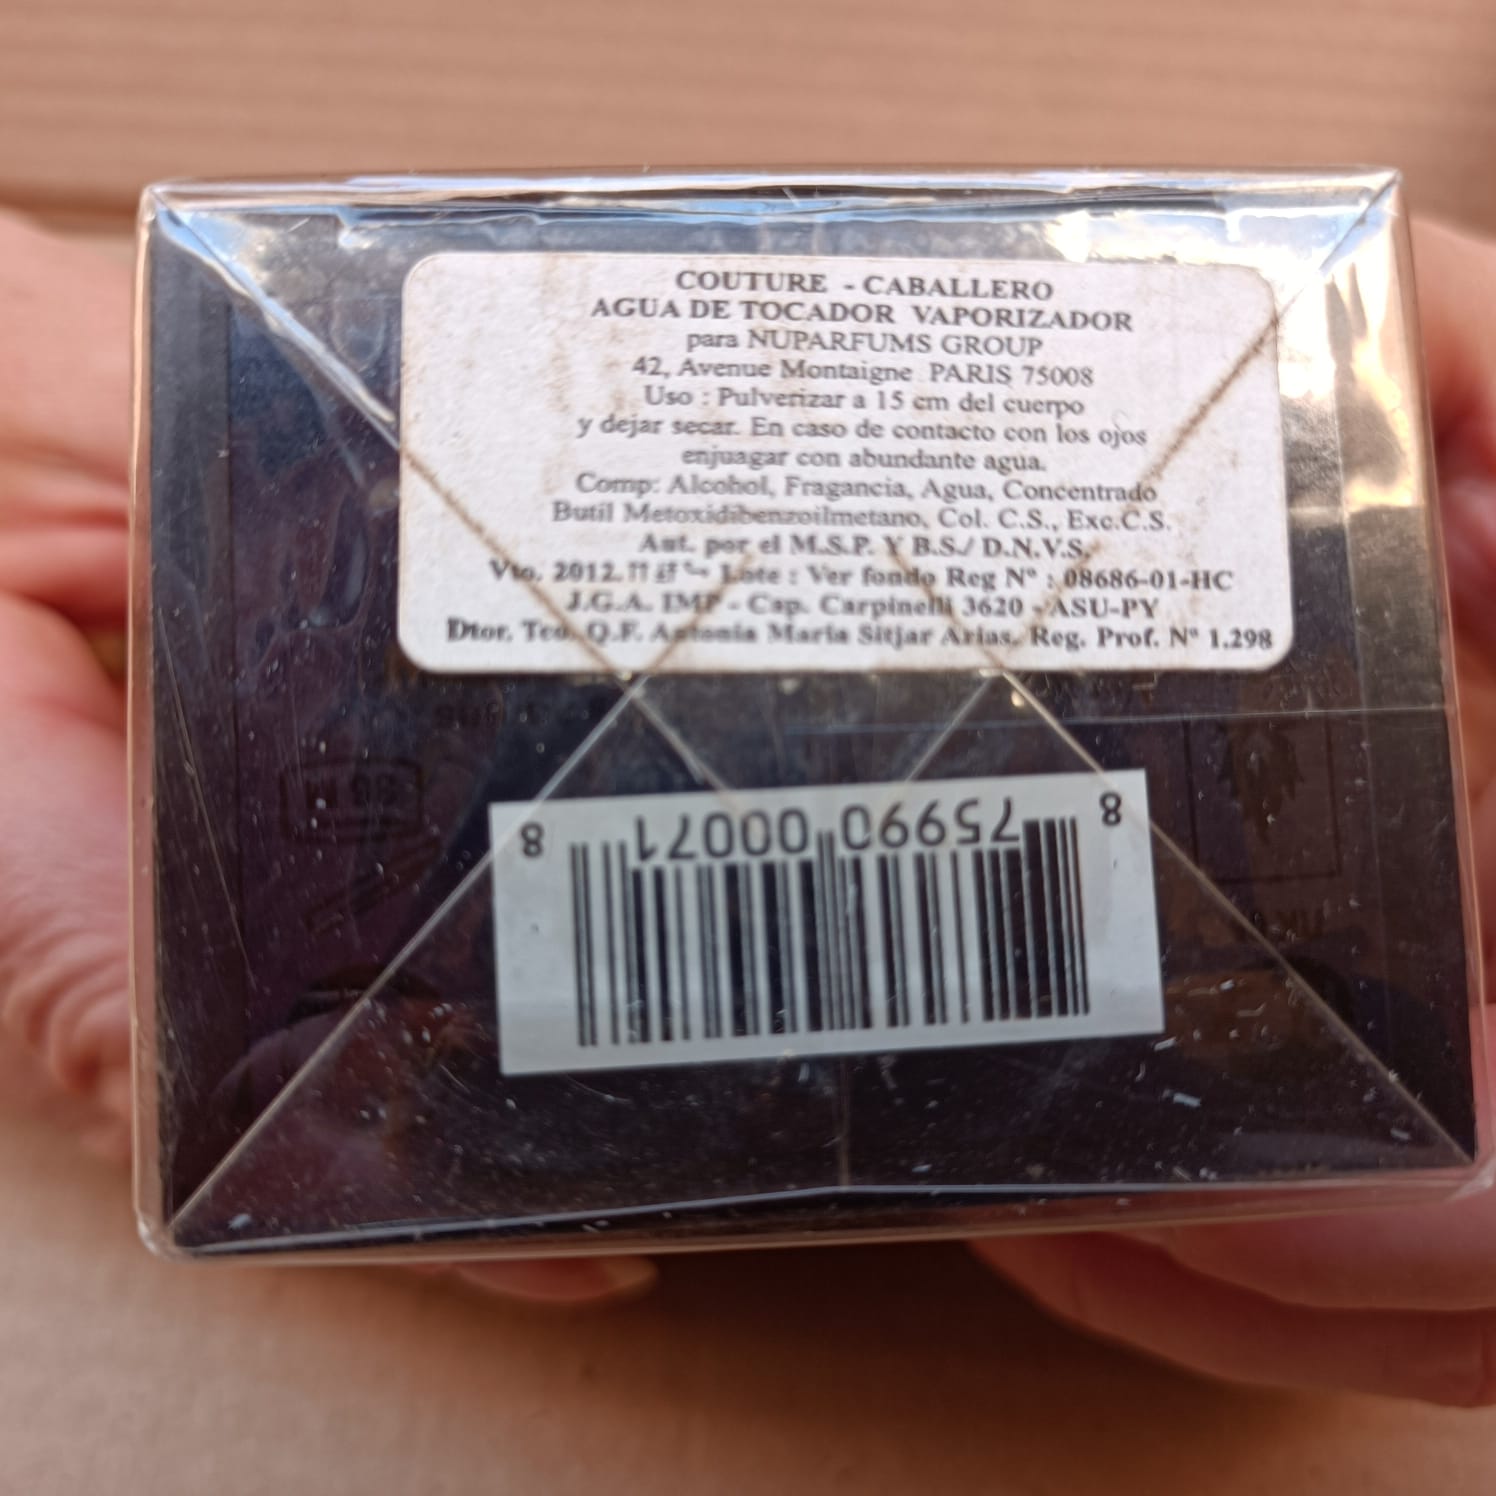 COUTURE - CABALLERO
AGUA DE TOCADOR VAPORIZADOR
para NUPARFUMS GROUP
42, Avenue Montaigne PARIS 75008
Uso : Pulverizar a 15 cm del cuerpo
y dejar secar. En caso de contacto con los ojos
enjuagar con abundante agua.
Comp: Alcohol, Fragancia, Agua, Concentrado
Butil Metoxidibenzoilmetano, Col. C.S., Exc.C.S.
Aut. por el M.S.P. Y B.S./ D.N.V.S.
Vto. 2012. Lote : Ver fondo Reg Nº : 08686-01-HC
J.G.A. IMP - Cap. Carpinelli 3620 - ASU-PY
Dtor. Tco. Q.F. Antonia Maria Sitjar Arias. Reg. Prof. Nº 1.298
8 75990 00071 8